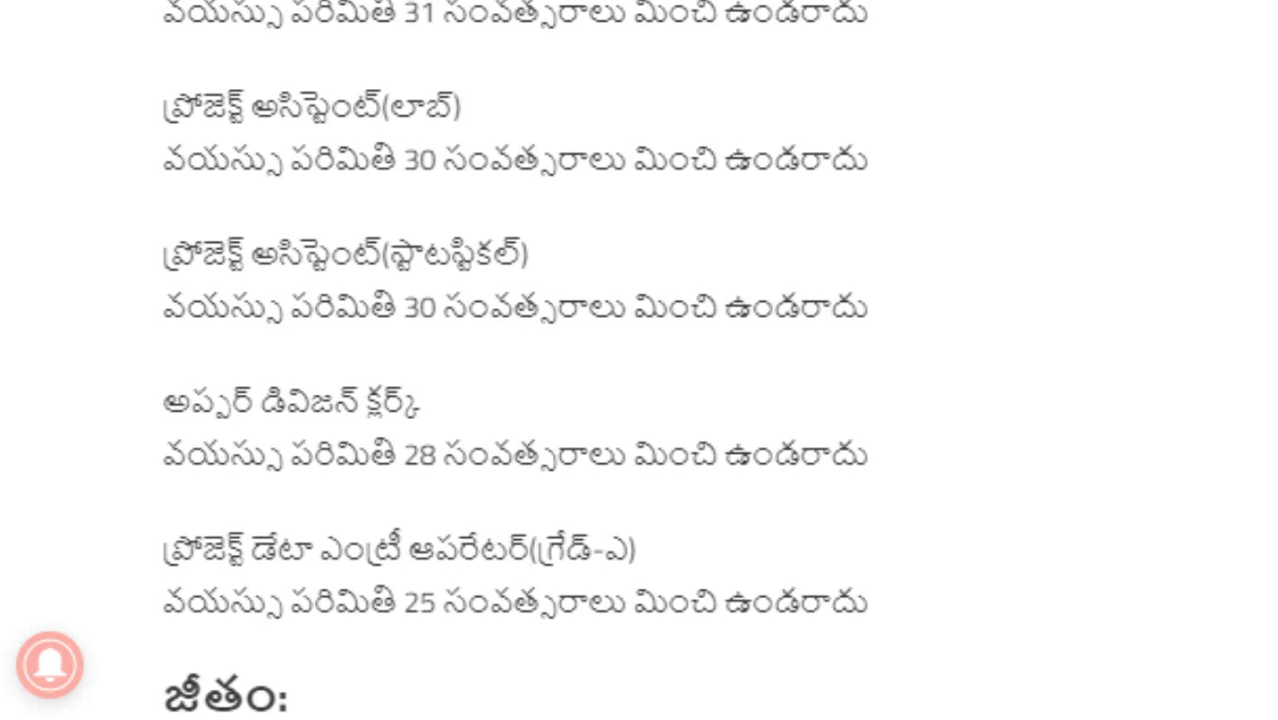 వయస్సు పరిమితి 31 సంవత్సరాలు మించి ఉండరాదు
ప్రోజెక్ట్ అసిస్టెంట్(లాబ్)
వయస్సు పరిమితి 30 సంవత్సరాలు మించి ఉండరాదు
ప్రోజెక్ట్ అసిస్టెంట్(స్టాటస్టికల్)
వయస్సు పరిమితి 30 సంవత్సరాలు మించి ఉండరాదు
అప్పర్ డివిజన్ క్లర్క్
వయస్సు పరిమితి 28 సంవత్సరాలు మించి ఉండరాదు
ప్రోజెక్ట్ డేటా ఎంట్రీ ఆపరేటర్(గ్రేడ్-ఎ)
వయస్సు పరిమితి 25 సంవత్సరాలు మించి ఉండరాదు
జీతం: